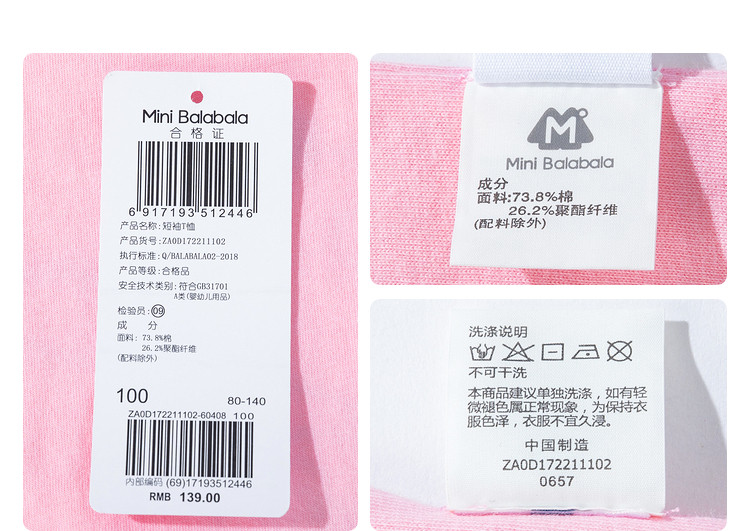 Mini Balabala
合格证
6 917193 512446
产品名称: 短袖T恤
产品货号: ZA0D172211102
执行标准: Q/BALABALA02-2018
产品等级: 合格品
安全技术类别: 符合GB31701
A类(婴幼儿用品)
检验员: 09
成 分
面料: 73.8%棉
26.2%聚酯纤维
(配料除外)
100 80-140
ZA0D172211102-60408 100
内部编码 (69)17193512446
RMB 139.00
M
Mini Balabala
成分
面料:73.8%棉
26.2%聚酯纤维
(配料除外)
洗涤说明
不可干洗
本商品建议单独洗涤，如有轻
微褪色属正常现象，为保持衣
服色泽，衣服不宜久浸。
中国制造
ZA0D172211102
0657